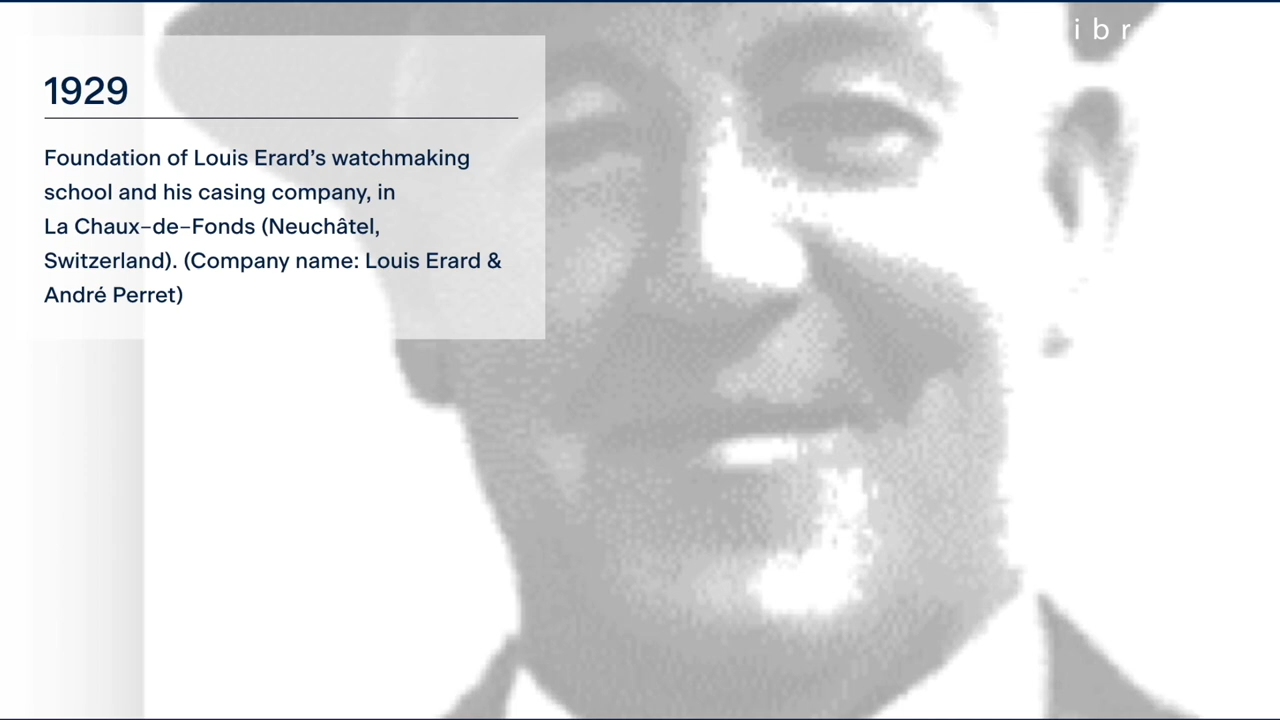 ibr
1929
Foundation of Louis Erard’s watchmaking
school and his casing company, in
La Chaux-de-Fonds (Neuchâtel,
Switzerland). (Company name: Louis Erard &
André Perret)